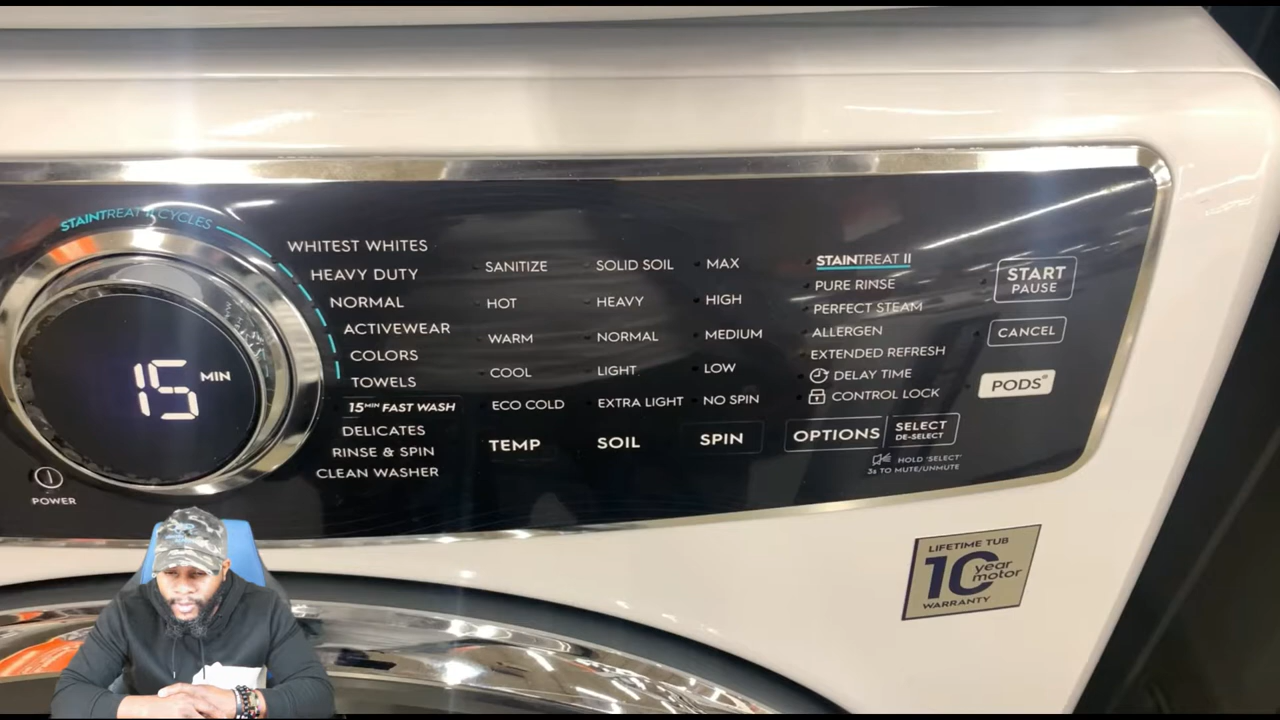 STAINTREAT II CYCLES
15 MIN
POWER
WHITEST WHITES
HEAVY DUTY
NORMAL
ACTIVEWEAR
COLORS
TOWELS
15MIN FAST WASH
DELICATES
RINSE & SPIN
CLEAN WASHER
SANITIZE
HOT
WARM
COOL
ECO COLD
TEMP
SOLID SOIL
HEAVY
NORMAL
LIGHT
EXTRA LIGHT
SOIL
MAX
HIGH
MEDIUM
LOW
NO SPIN
SPIN
STAINTREAT II
PURE RINSE
PERFECT STEAM
ALLERGEN
EXTENDED REFRESH
DELAY TIME
CONTROL LOCK
OPTIONS
SELECT
DE-SELECT
HOLD 'SELECT'
3s TO MUTE/UNMUTE
START
PAUSE
CANCEL
PODS®
LIFETIME TUB
10 year
motor
WARRANTY